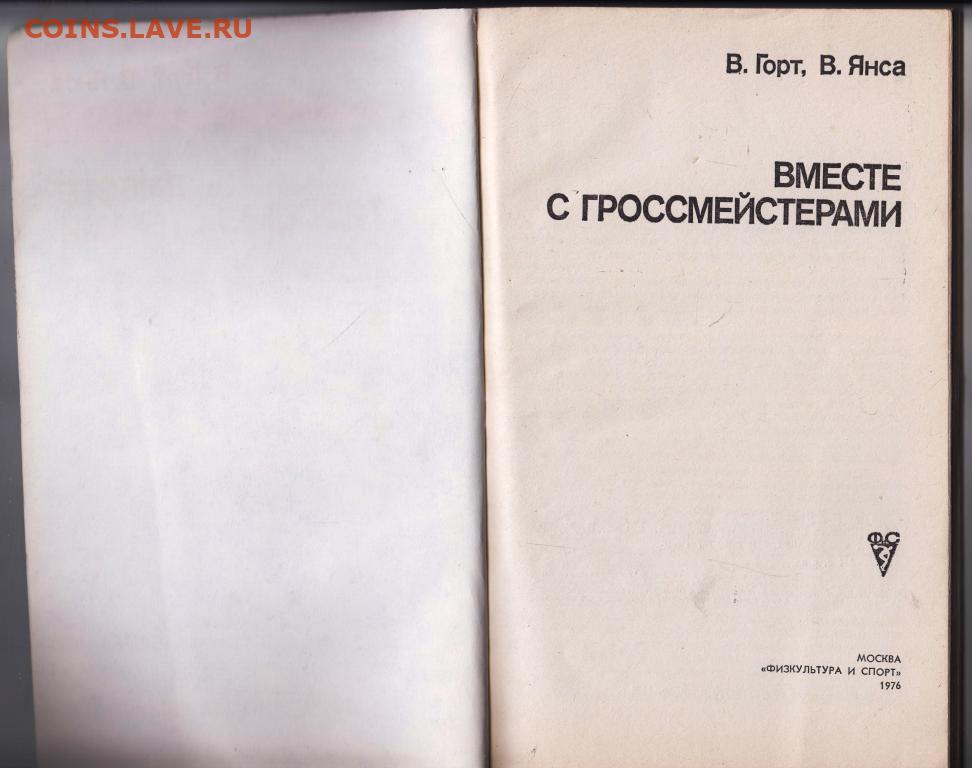 COINS.LAVE.RU
В. Горт, В. Янса
ВМЕСТЕ
С ГРОССМЕЙСТЕРАМИ
ФС
МОСКВА
«ФИЗКУЛЬТУРА И СПОРТ»
1976